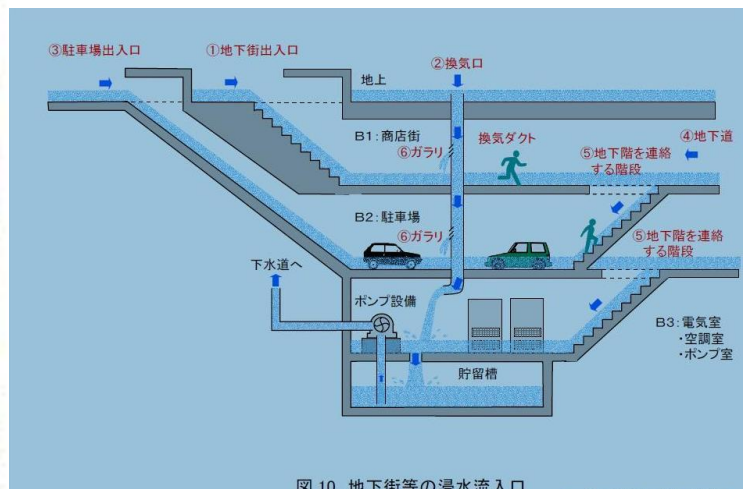 ③駐車場出入口
①地下街出入口
②換気口
地上
B1:商店街
換気ダクト
④地下道
⑥ガラリ
⑤地下階を連絡
する階段
B2:駐車場
⑥ガラリ
⑤地下階を連絡
する階段
下水道へ
ポンプ設備
B3:電気室
・空調室
・ポンプ室
貯留槽
図10 地下街等の浸水流入口